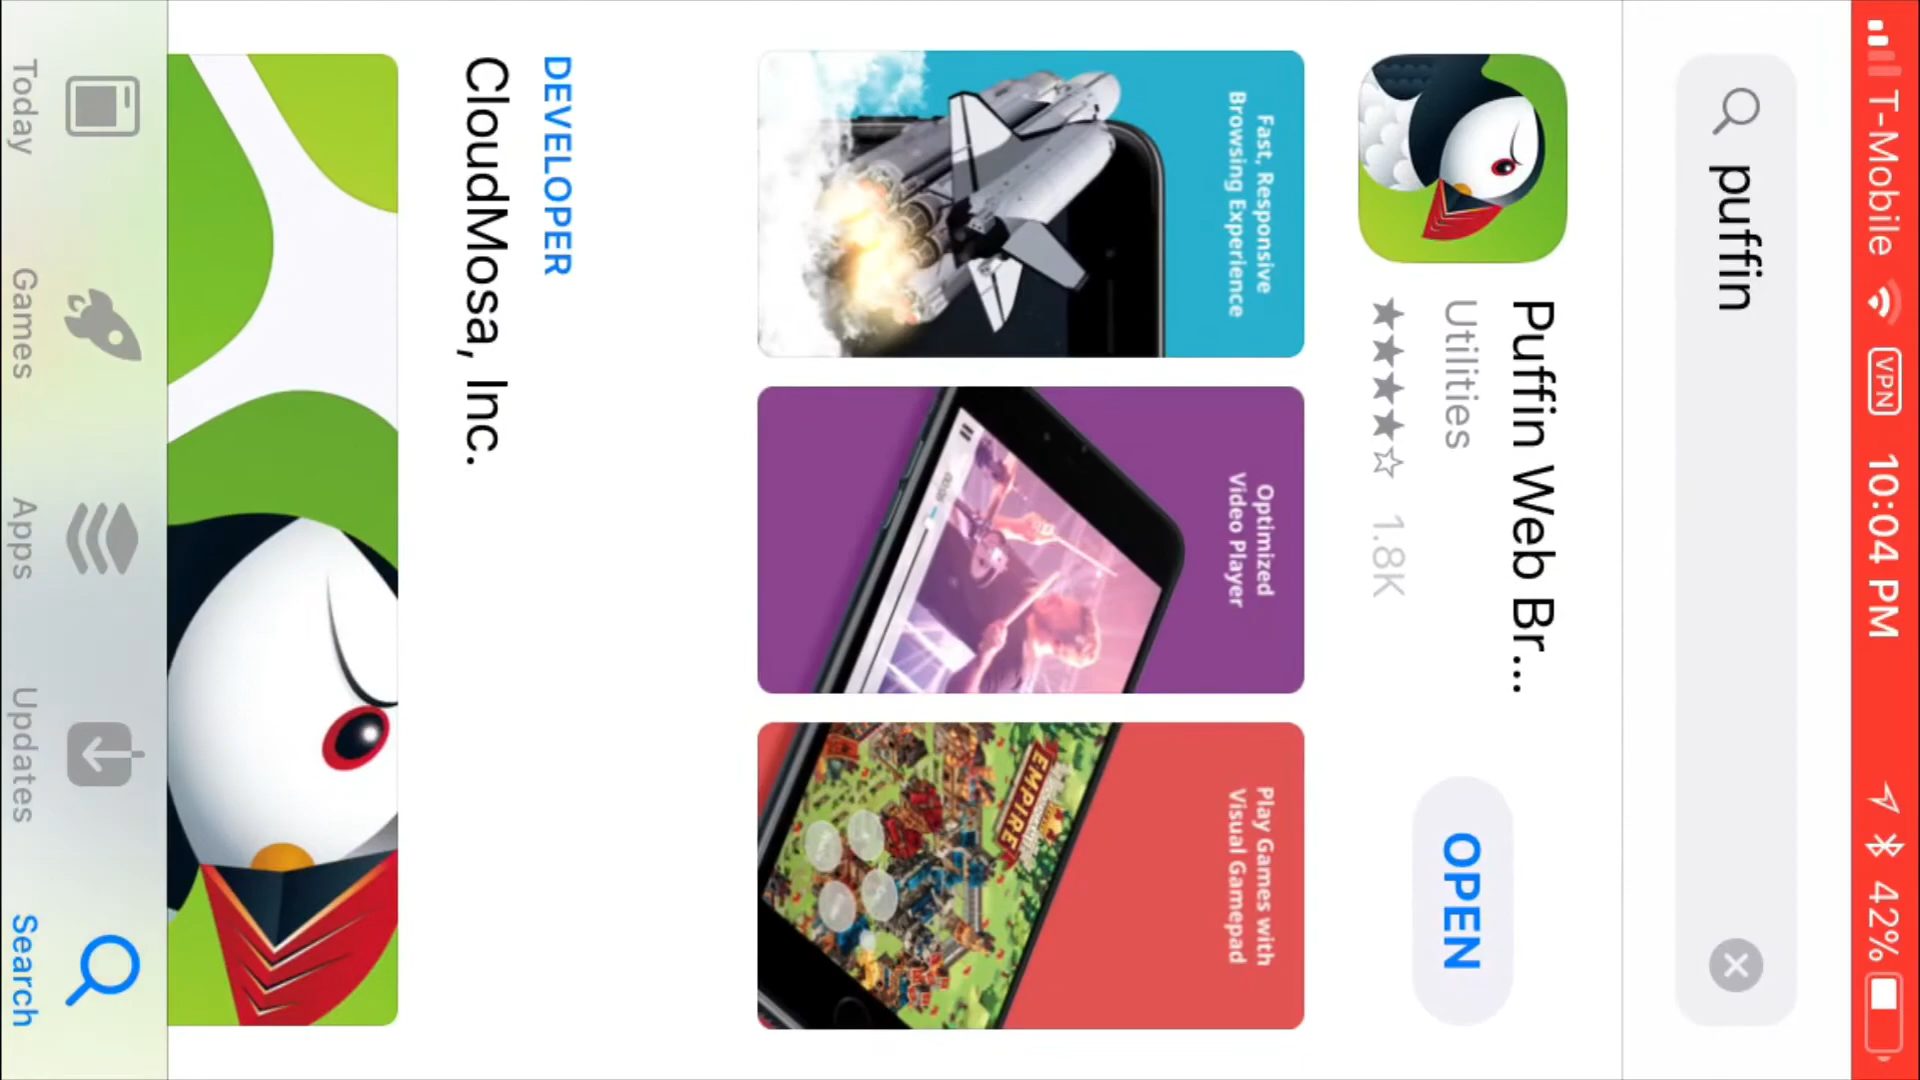 T-Mobile VPN 10:04 PM 42%
puffin
Puffin Web Br...
Utilities
1.8K
OPEN
Fast, Responsive
Browsing Experience
Optimized
Video Player
Play Games with
Visual Gamepad
EMPIRE
DEVELOPER
CloudMosa, Inc.
Today
Games
Apps
Updates
Search